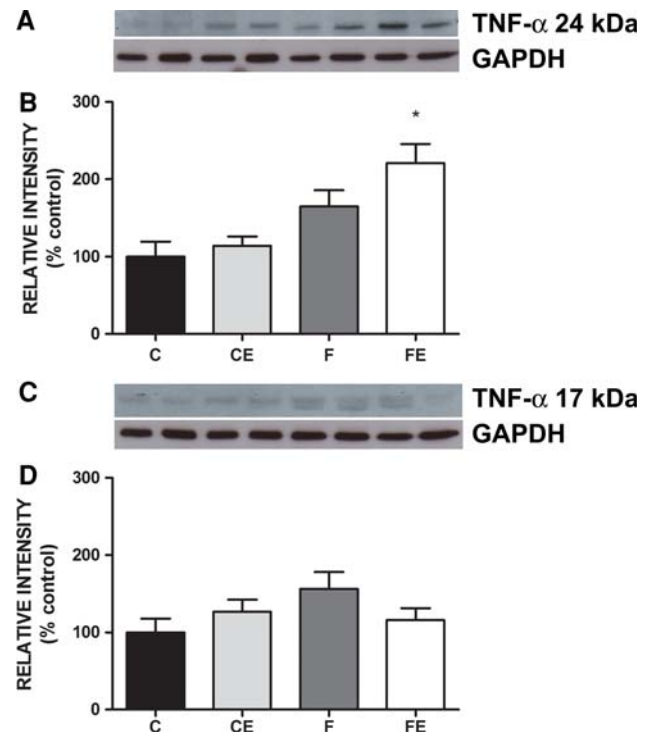 A
TNF-α 24 kDa
GAPDH
B
300
*
200
100
0
RELATIVE INTENSITY
(% control)
C CE F FE
C
TNF-α 17 kDa
GAPDH
D
300
200
100
0
RELATIVE INTENSITY
(% control)
C CE F FE